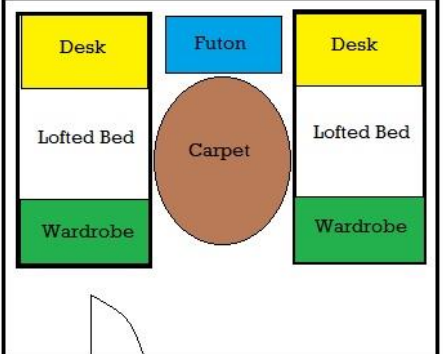 Desk
Futon
Desk
Lofted Bed
Carpet
Lofted Bed
Wardrobe
Wardrobe